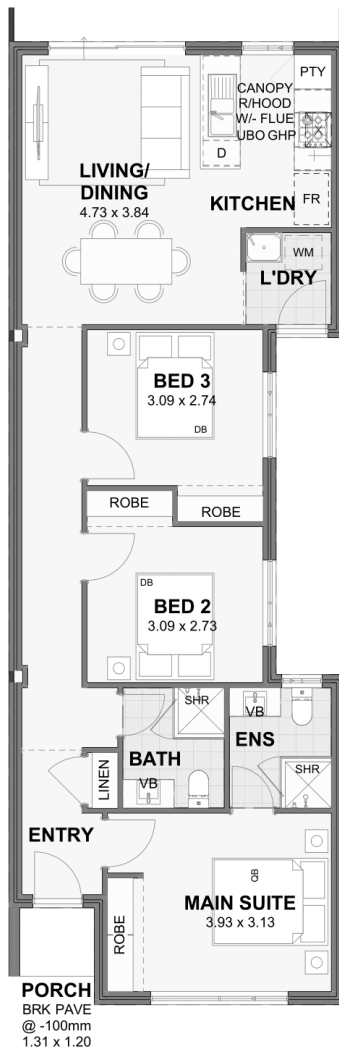 PTY
CANOPY
R/HOOD
W/- FLUE
UBO GHP
D
LIVING/
DINING
4.73 x 3.84
KITCHEN
FR
WM
L'DRY
BED 3
3.09 x 2.74
DB
ROBE
ROBE
DB
BED 2
3.09 x 2.73
SHR
VB
ENS
BATH
SHR
LINEN
VB
ENTRY
QB
MAIN SUITE
3.93 x 3.13
ROBE
PORCH
BRK PAVE
@ -100mm
1.31 x 1.20